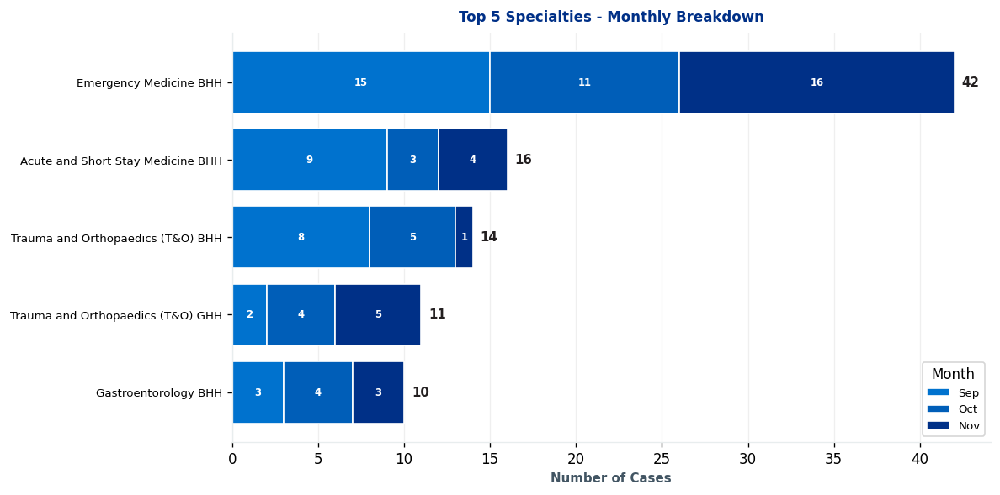 Top 5 Specialties - Monthly Breakdown
Emergency Medicine BHH 15 11 16 42
Acute and Short Stay Medicine BHH 9 3 4 16
Trauma and Orthopaedics (T&O) BHH 8 5 1 14
Trauma and Orthopaedics (T&O) GHH 2 4 5 11
Gastroentorology BHH 3 4 3 10
Month
Sep
Oct
Nov
0 5 10 15 20 25 30 35 40
Number of Cases